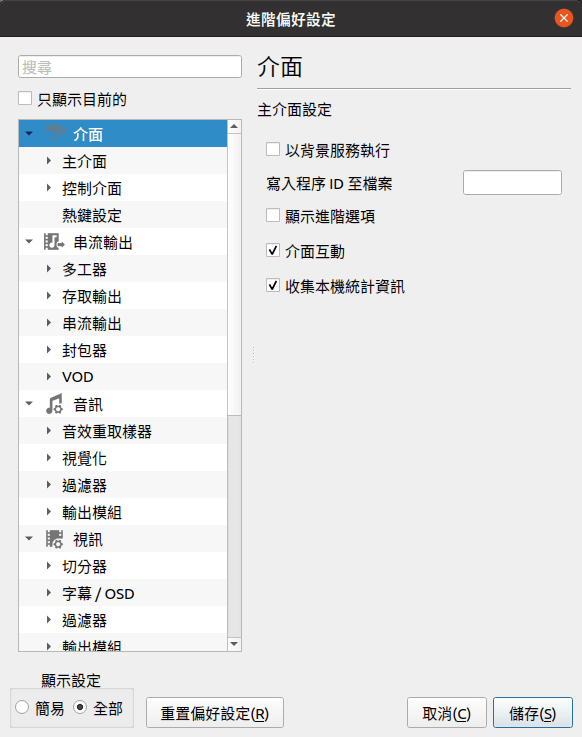 進階偏好設定
搜尋
只顯示目前的
介面
主介面
控制介面
熱鍵設定
串流輸出
多工器
存取輸出
串流輸出
封包器
VOD
音訊
音效重取樣器
視覺化
過濾器
輸出模組
視訊
切分器
字幕 / OSD
過濾器
輸出模組
介面
主介面設定
以背景服務執行
寫入程序 ID 至檔案
顯示進階選項
介面互動
收集本機統計資訊
顯示設定
簡易 全部
重置偏好設定(R)
取消(C)
儲存(S)